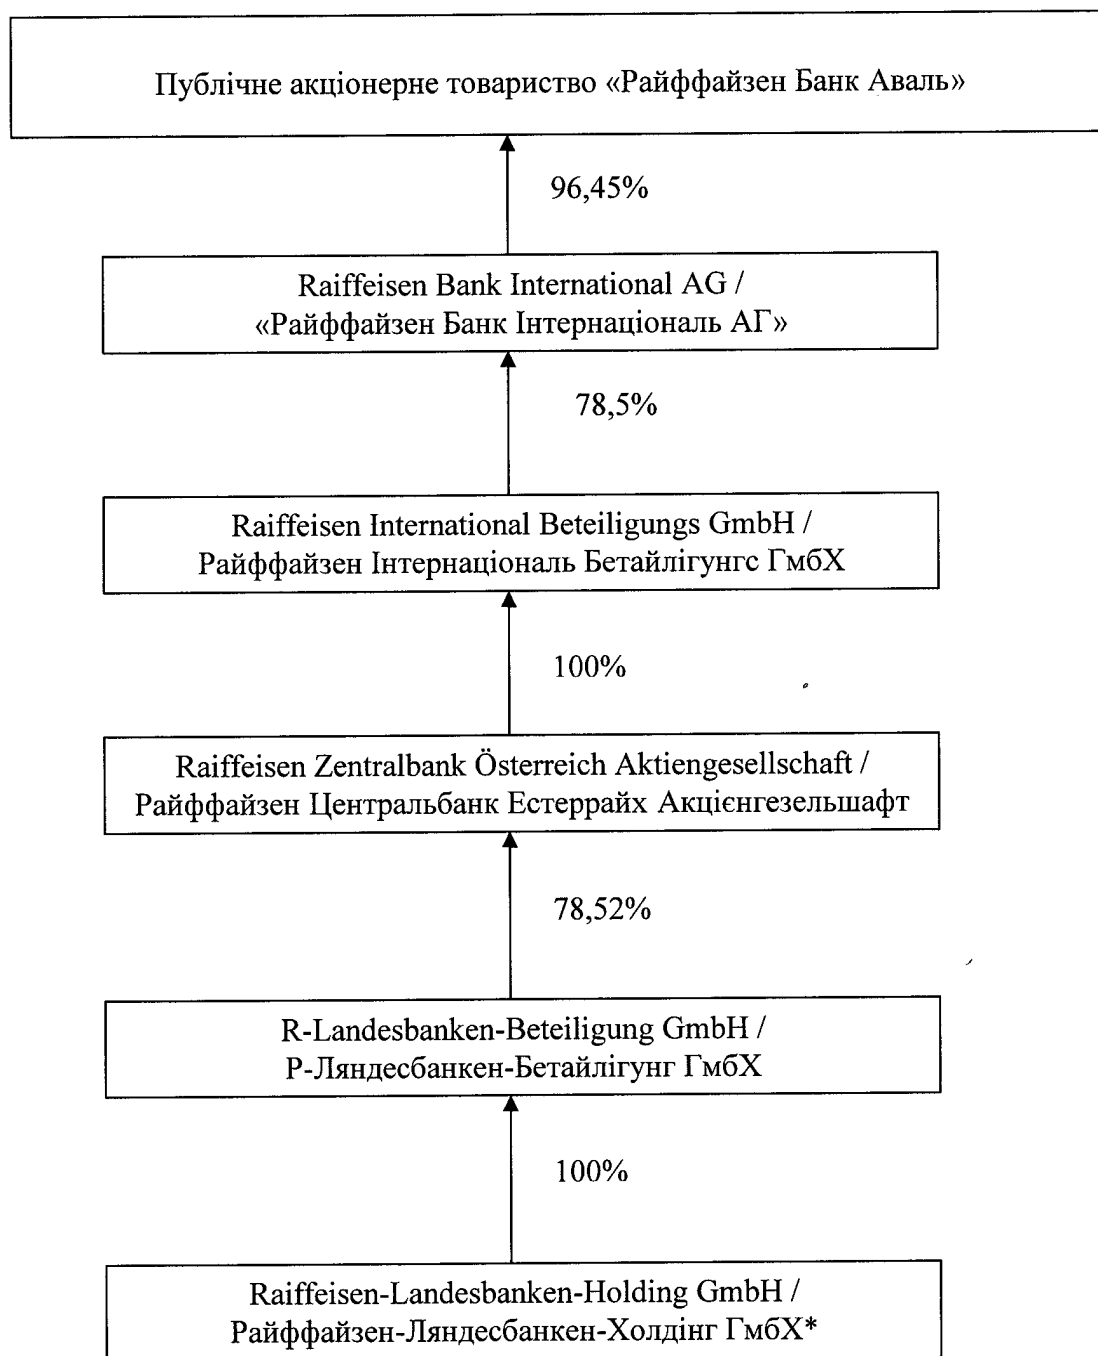 Публічне акціонерне товариство «Райффайзен Банк Аваль»
96,45%
Raiffeisen Bank International AG /
«Райффайзен Банк Інтернаціональ АГ»
78,5%
Raiffeisen International Beteiligungs GmbH /
Райффайзен Інтернаціональ Бетайлігунгс ГмбХ
100%
Raiffeisen Zentralbank Österreich Aktiengesellschaft /
Райффайзен Центральбанк Естеррайх Акцієнгезельшафт
78,52%
R-Landesbanken-Beteiligung GmbH /
Р-Ляндесбанкен-Бетайлігунг ГмбХ
100%
Raiffeisen-Landesbanken-Holding GmbH /
Райффайзен-Ляндесбанкен-Холдінг ГмбХ*